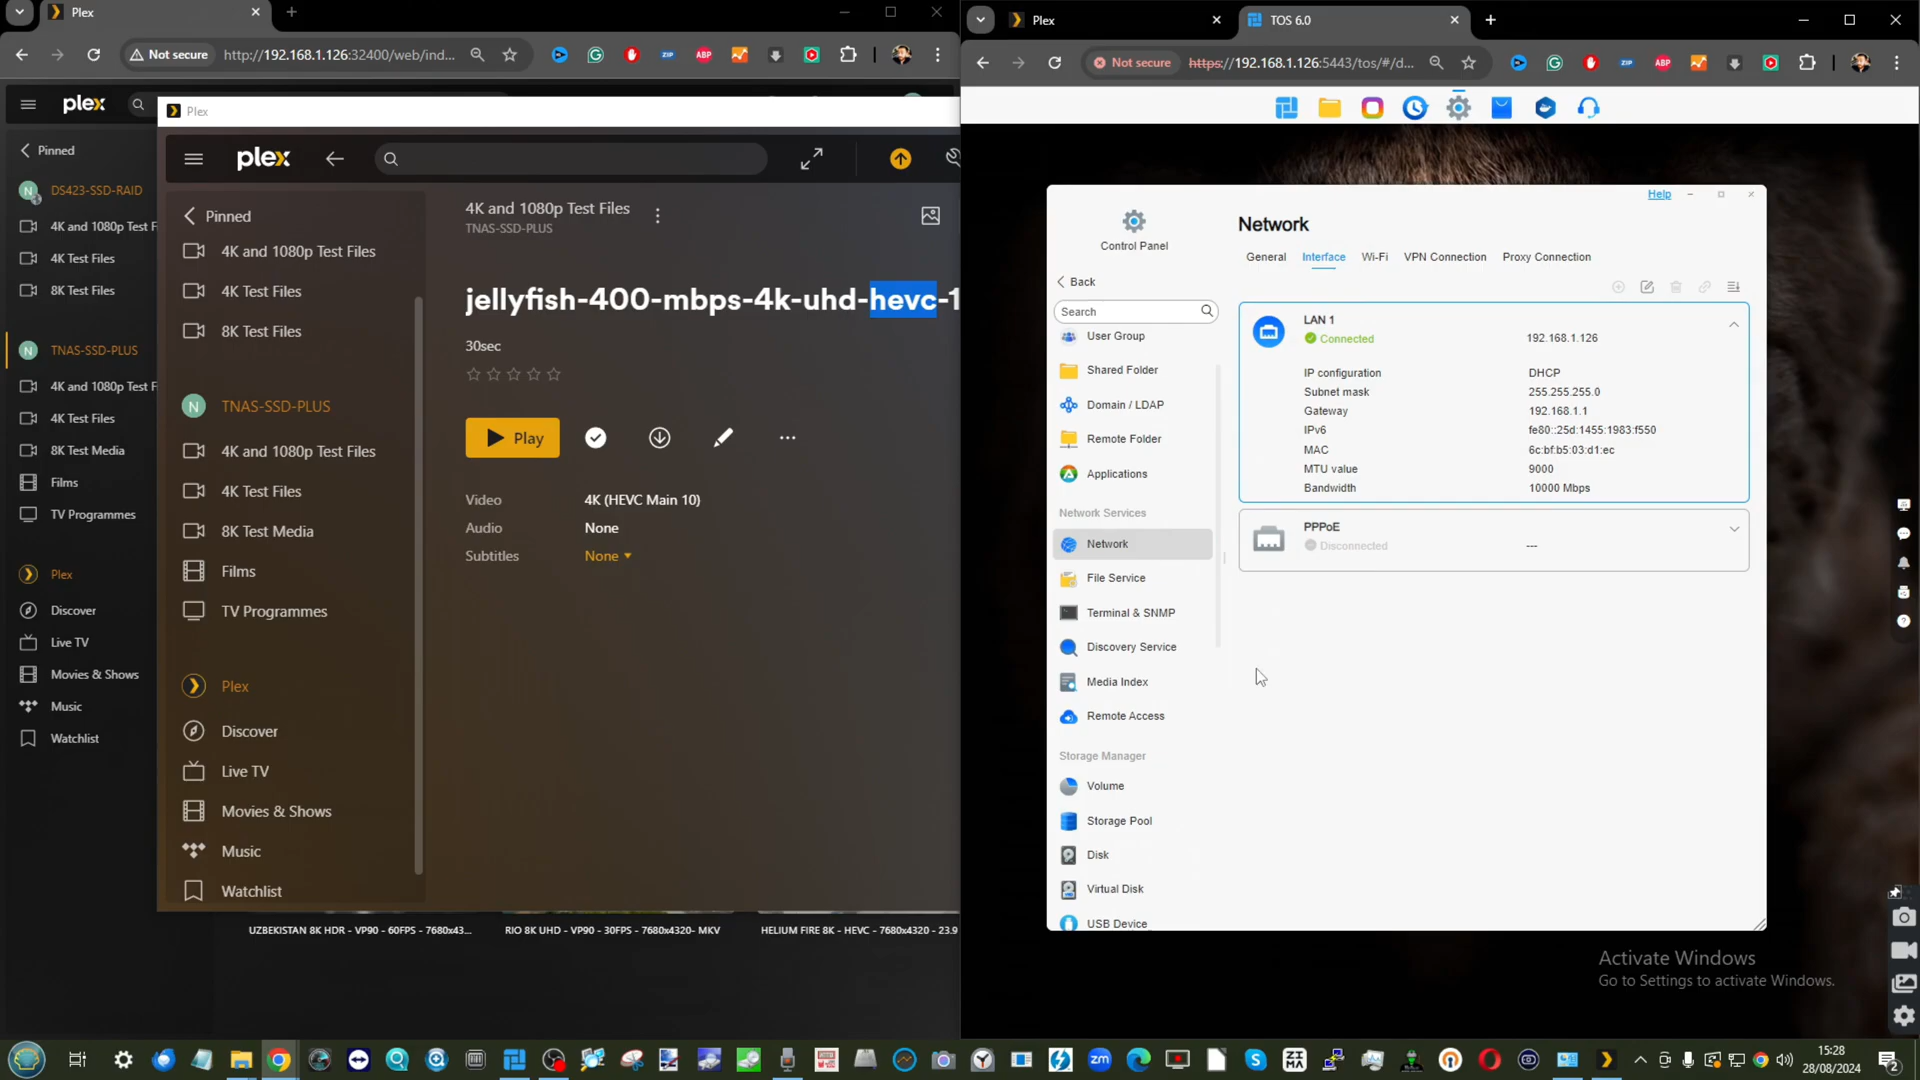 Plex
Not secure
http://192.168.1.126:32400/web/ind...
plex
Pinned
DS423-SSD-RAID
4K and 1080p Test F
4K Test Files
8K Test Files
TNAS-SSD-PLUS
4K and 1080p Test F
4K Test Files
8K Test Media
Films
TV Programmes
Plex
Discover
Live TV
Movies & Shows
Music
Watchlist
UZBEKISTAN 8K HDR - VP90 - 60FPS - 7680x43...
RIO 8K UHD - VP90 - 30FPS - 7680x4320- MKV
HELIUM FIRE 8K - HEVC - 7680x4320 - 23.9
Plex
plex
Pinned
4K and 1080p Test Files
4K Test Files
8K Test Files
TNAS-SSD-PLUS
4K and 1080p Test Files
4K Test Files
8K Test Media
Films
TV Programmes
Plex
Discover
Live TV
Movies & Shows
Music
Watchlist
4K and 1080p Test Files
TNAS-SSD-PLUS
jellyfish-400-mbps-4k-uhd-hevc-1
30sec
Play
Video 4K (HEVC Main 10)
Audio None
Subtitles None
Plex
TOS 6.0
Not secure
https://192.168.1.126:5443/tos/#/d...
Help
Control Panel
Back
Search
User Group
Shared Folder
Domain / LDAP
Remote Folder
Applications
Network Services
Network
File Service
Terminal & SNMP
Discovery Service
Media Index
Remote Access
Storage Manager
Volume
Storage Pool
Disk
Virtual Disk
USB Device
Network
General Interface Wi-Fi VPN Connection Proxy Connection
LAN 1
Connected 192.168.1.126
IP configuration DHCP
Subnet mask 255.255.255.0
Gateway 192.168.1.1
IPv6 fe80::25d:1455:1983:f550
MAC 6c:bf:b5:03:d1:ec
MTU value 9000
Bandwidth 10000 Mbps
PPPoE
Disconnected ---
Activate Windows
Go to Settings to activate Windows.
15:28
28/08/2024
2